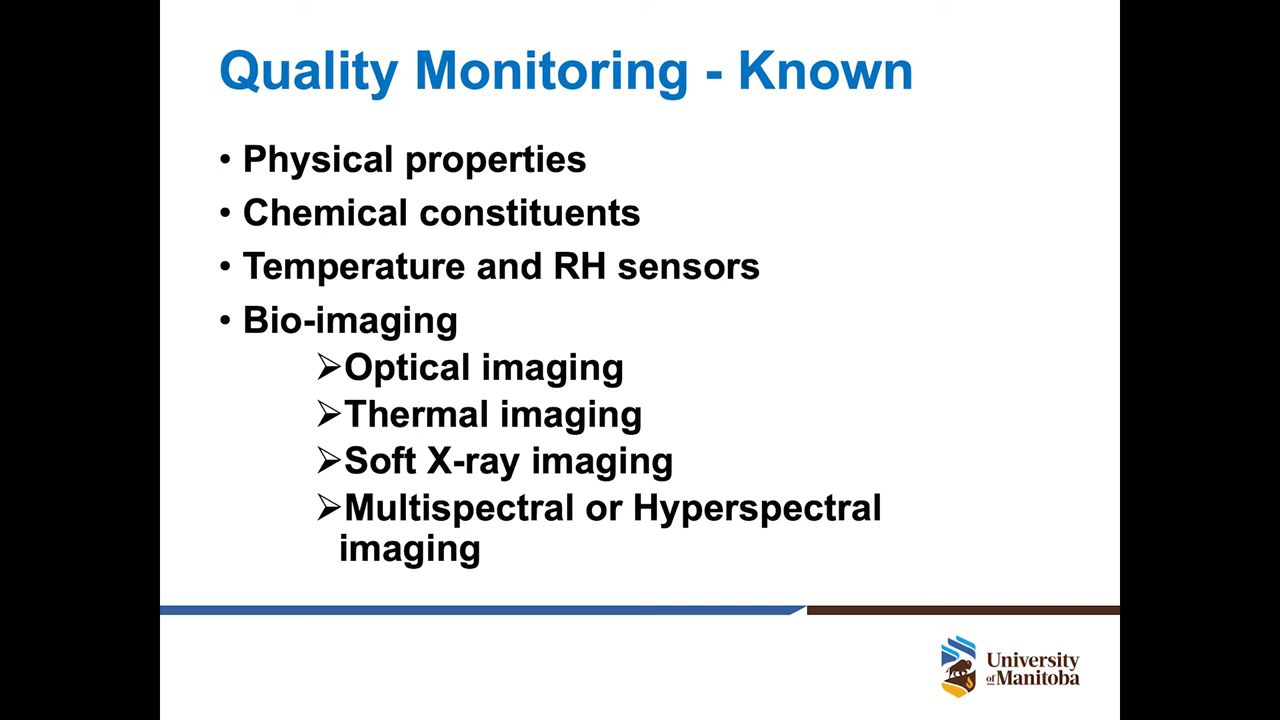 Quality Monitoring - Known
• Physical properties
• Chemical constituents
• Temperature and RH sensors
• Bio-imaging
➢Optical imaging
➢Thermal imaging
➢Soft X-ray imaging
➢Multispectral or Hyperspectral
imaging
University
of Manitoba